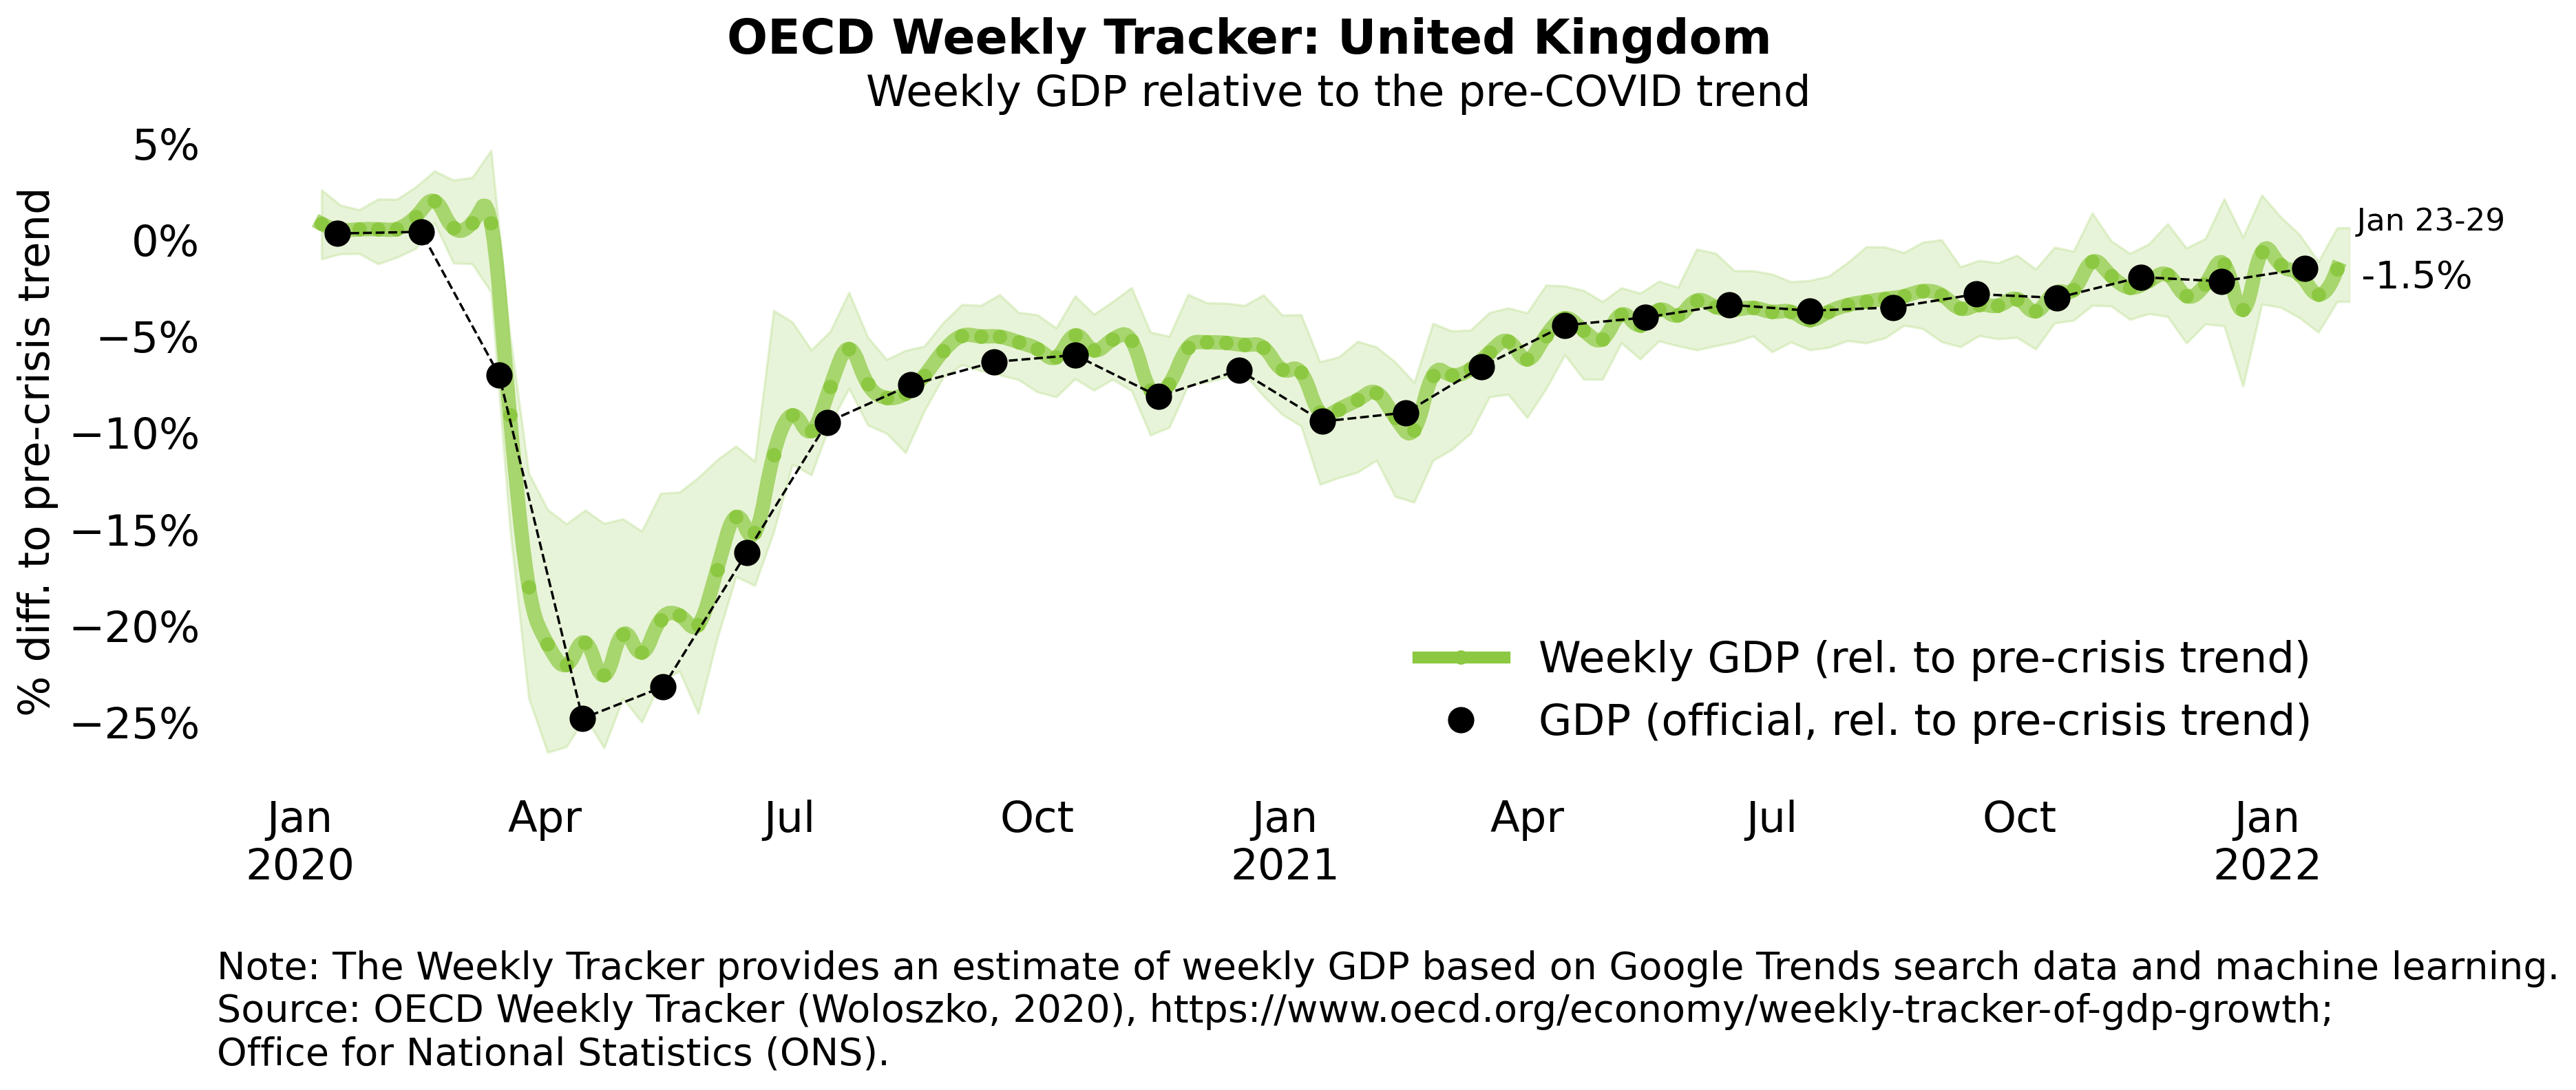 OECD Weekly Tracker: United Kingdom
Weekly GDP relative to the pre-COVID trend
% diff. to pre-crisis trend
5%
0%
−5%
−10%
−15%
−20%
−25%
Jan 23-29
-1.5%
Weekly GDP (rel. to pre-crisis trend)
GDP (official, rel. to pre-crisis trend)
Jan Apr Jul Oct Jan Apr Jul Oct Jan
2020 2021 2022
Note: The Weekly Tracker provides an estimate of weekly GDP based on Google Trends search data and machine learning.
Source: OECD Weekly Tracker (Woloszko, 2020), https://www.oecd.org/economy/weekly-tracker-of-gdp-growth;
Office for National Statistics (ONS).